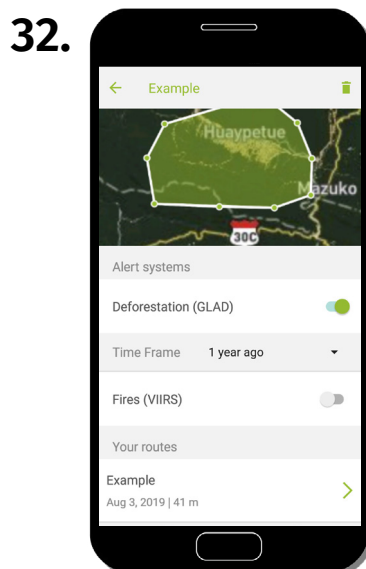 32.
Example
Huaypetue
Mazuko
30C
Alert systems
Deforestation (GLAD)
Time Frame 1 year ago
Fires (VIIRS)
Your routes
Example
Aug 3, 2019 | 41 m